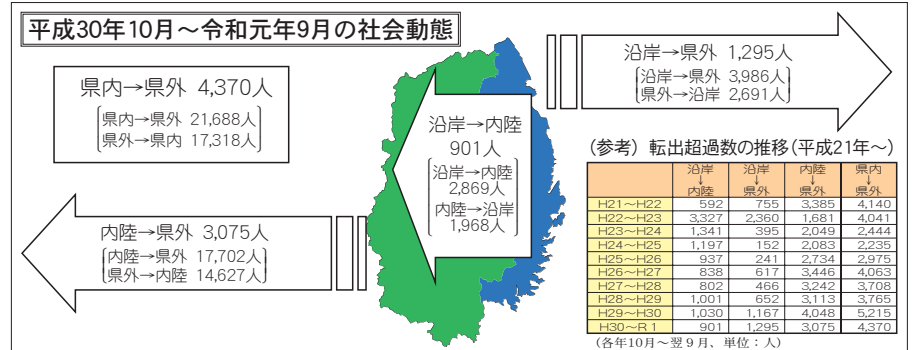 平成30年10月～令和元年9月の社会動態
県内→県外 4,370人
県内→県外 21,688人
県外→県内 17,318人
沿岸→県外 1,295人
沿岸→県外 3,986人
県外→沿岸 2,691人
沿岸→内陸
901人
沿岸→内陸
2,869人
内陸→沿岸
1,968人
内陸→県外 3,075人
内陸→県外 17,702人
県外→内陸 14,627人
(参考) 転出超過数の推移(平成21年～)
沿岸 沿岸 内陸 県内
↓ ↓ ↓ ↓
内陸 県外 県外 県外
H21～H22 592 755 3,385 4,140
H22～H23 3,327 2,360 1,681 4,041
H23～H24 1,341 395 2,049 2,444
H24～H25 1,197 152 2,083 2,235
H25～H26 937 241 2,734 2,975
H26～H27 838 617 3,446 4,063
H27～H28 802 466 3,242 3,708
H28～H29 1,001 652 3,113 3,765
H29～H30 1,030 1,167 4,048 5,215
H30～R１ 901 1,295 3,075 4,370
(各年10月～翌９月、単位：人)